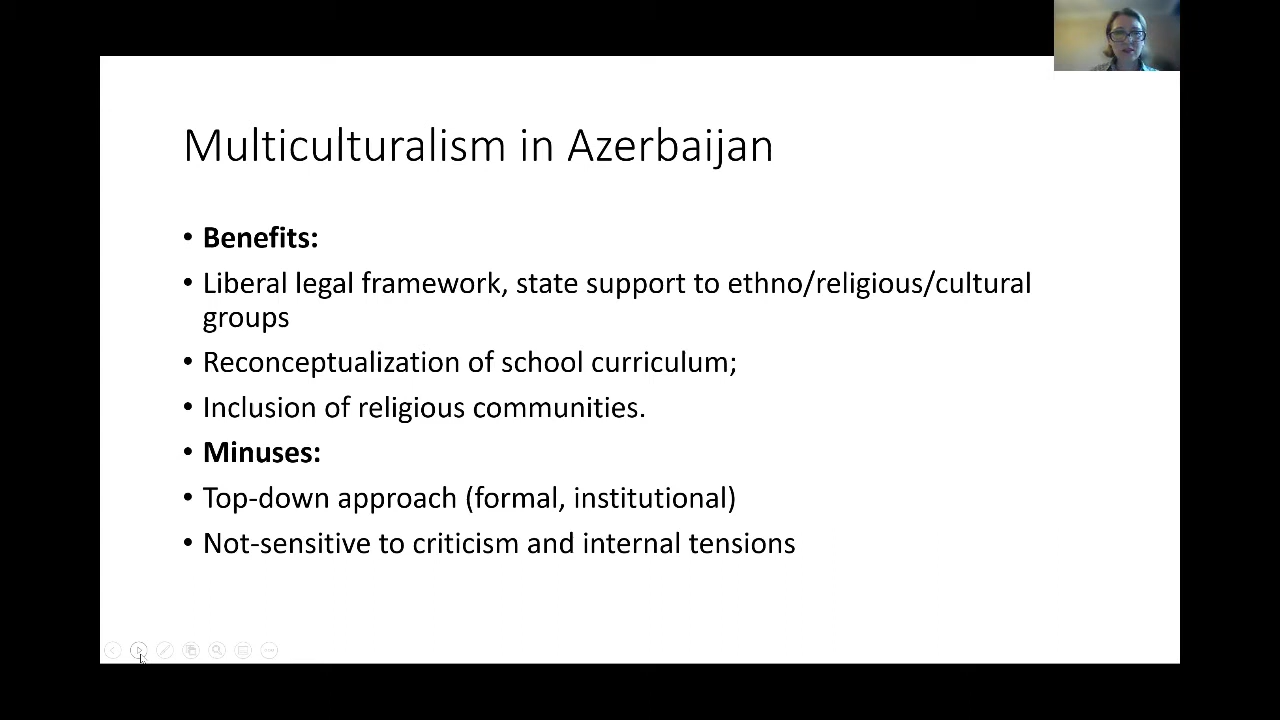 Multiculturalism in Azerbaijan
• Benefits:
• Liberal legal framework, state support to ethno/religious/cultural
groups
• Reconceptualization of school curriculum;
• Inclusion of religious communities.
• Minuses:
• Top-down approach (formal, institutional)
• Not-sensitive to criticism and internal tensions